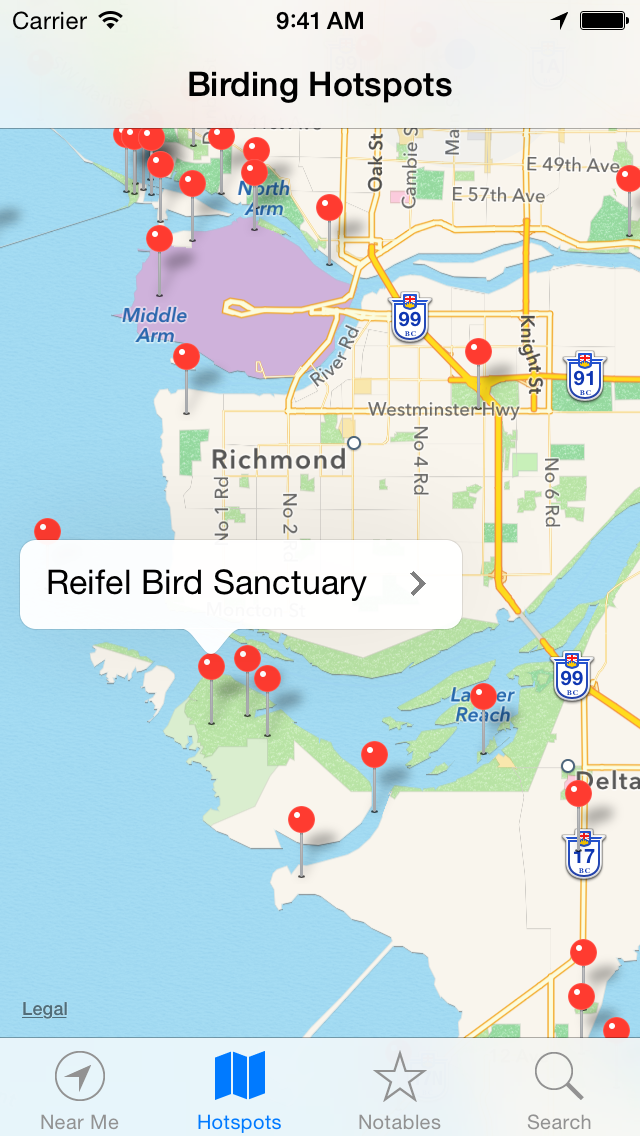 Carrier
9:41 AM
Birding Hotspots
Oak St
Cambie S
Ma
E 49th Ave
E 57th Ave
North
Arm
Middle
Arm
99
BC
Knight St
River Rd
91
BC
Westminster Hwy
Richmond
No 4 Rd
No 1 Rd
No 2
No 6 Rd
Reifel Bird Sanctuary
Moncton St
99
BC
Ladner
Reach
Delta
17
BC
Legal
Near Me
Hotspots
Notables
Search